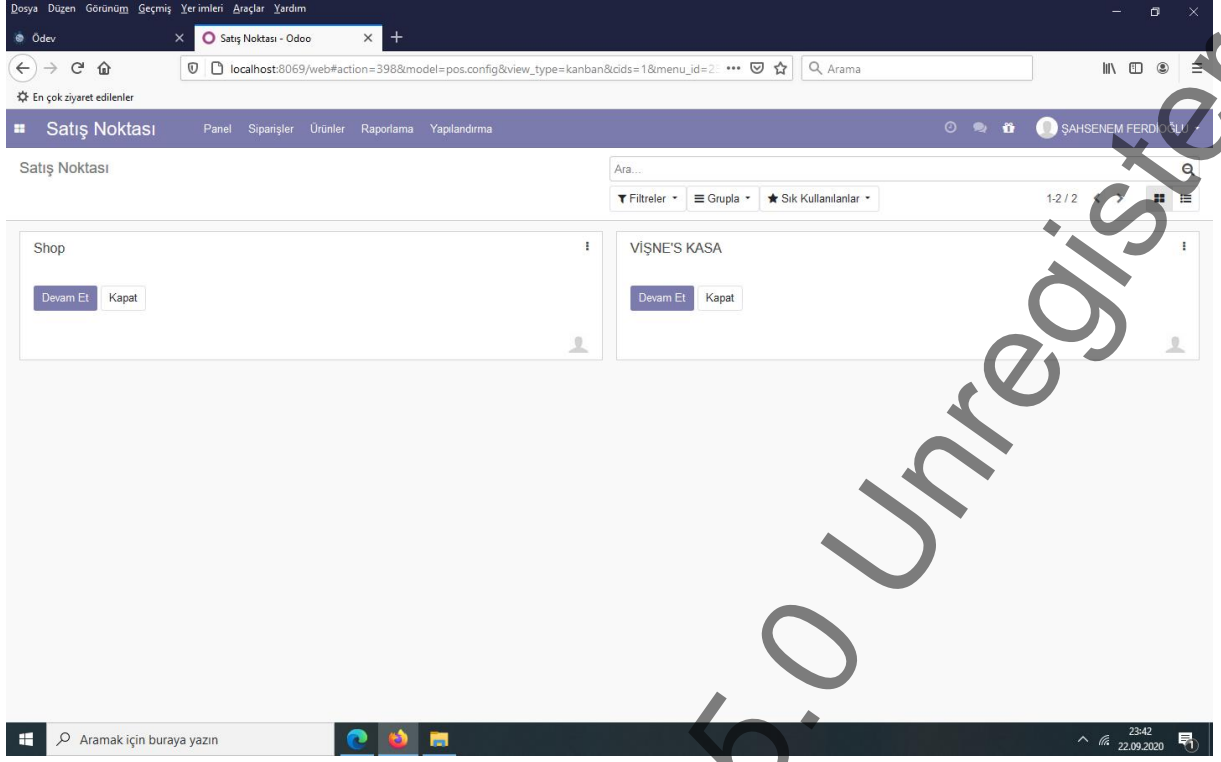 Dosya Düzen Görünüm Geçmiş Yer imleri Araçlar Yardım
Ödev
Satış Noktası - Odoo
localhost:8069/web#action=398&model=pos.config&view_type=kanban&cids=1&menu_id=2
Arama
En çok ziyaret edilenler
Satış Noktası Panel Siparişler Ürünler Raporlama Yapılandırma ŞAHSENEM FERDİOĞLU
Satış Noktası
Ara...
Filtreler Grupla Sık Kullanılanlar 1-2 / 2
Shop
Devam Et Kapat
VİŞNE'S KASA
Devam Et Kapat
Aramak için buraya yazın
23:42
22.09.2020
1
5.0 Unregister